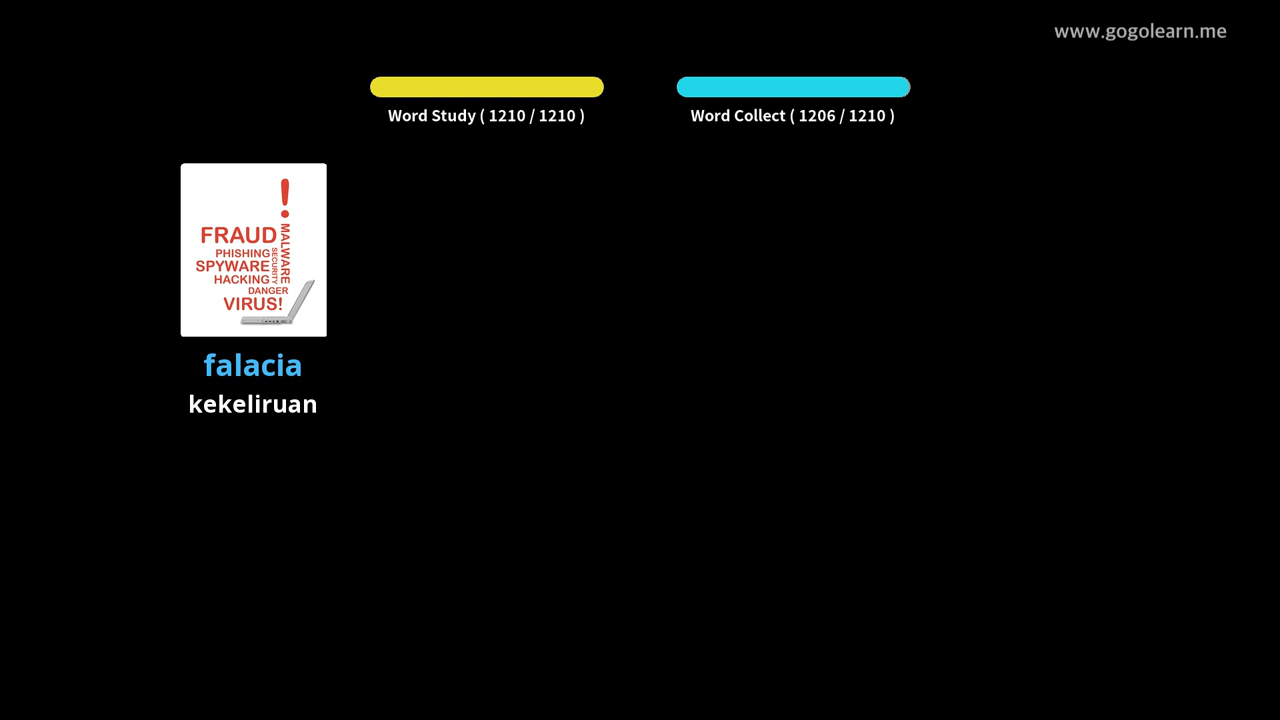 www.gogolearn.me
Word Study ( 1210 / 1210 )
Word Collect ( 1206 / 1210 )
!
FRAUD
MALWARE
PHISHING
SECURITY
SPYWARE
HACKING
DANGER
VIRUS!
falacia
kekeliruan